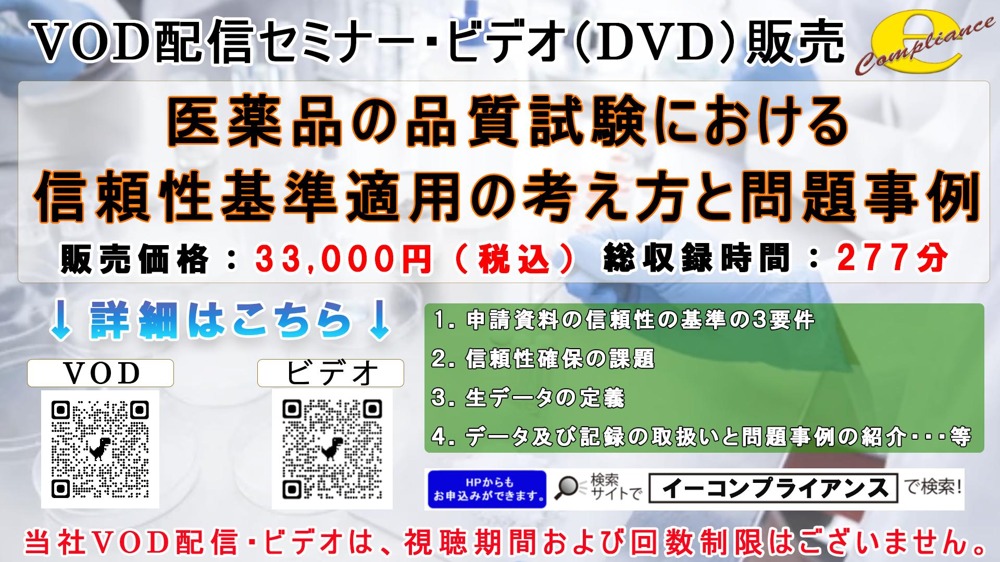 VOD配信セミナー・ビデオ（DVD）販売
e Compliance
医薬品の品質試験における
信頼性基準適用の考え方と問題事例
販売価格：33,000円（税込） 総収録時間：277分
↓詳細はこちら↓
VOD
ビデオ
1. 申請資料の信頼性の基準の3要件
2. 信頼性確保の課題
3. 生データの定義
4. データ及び記録の取扱いと問題事例の紹介・・・等
HPからも
お申込みができます。
検索
サイトで
イーコンプライアンス
で検索!
当社VOD配信・ビデオは、視聴期間および回数制限はございません。